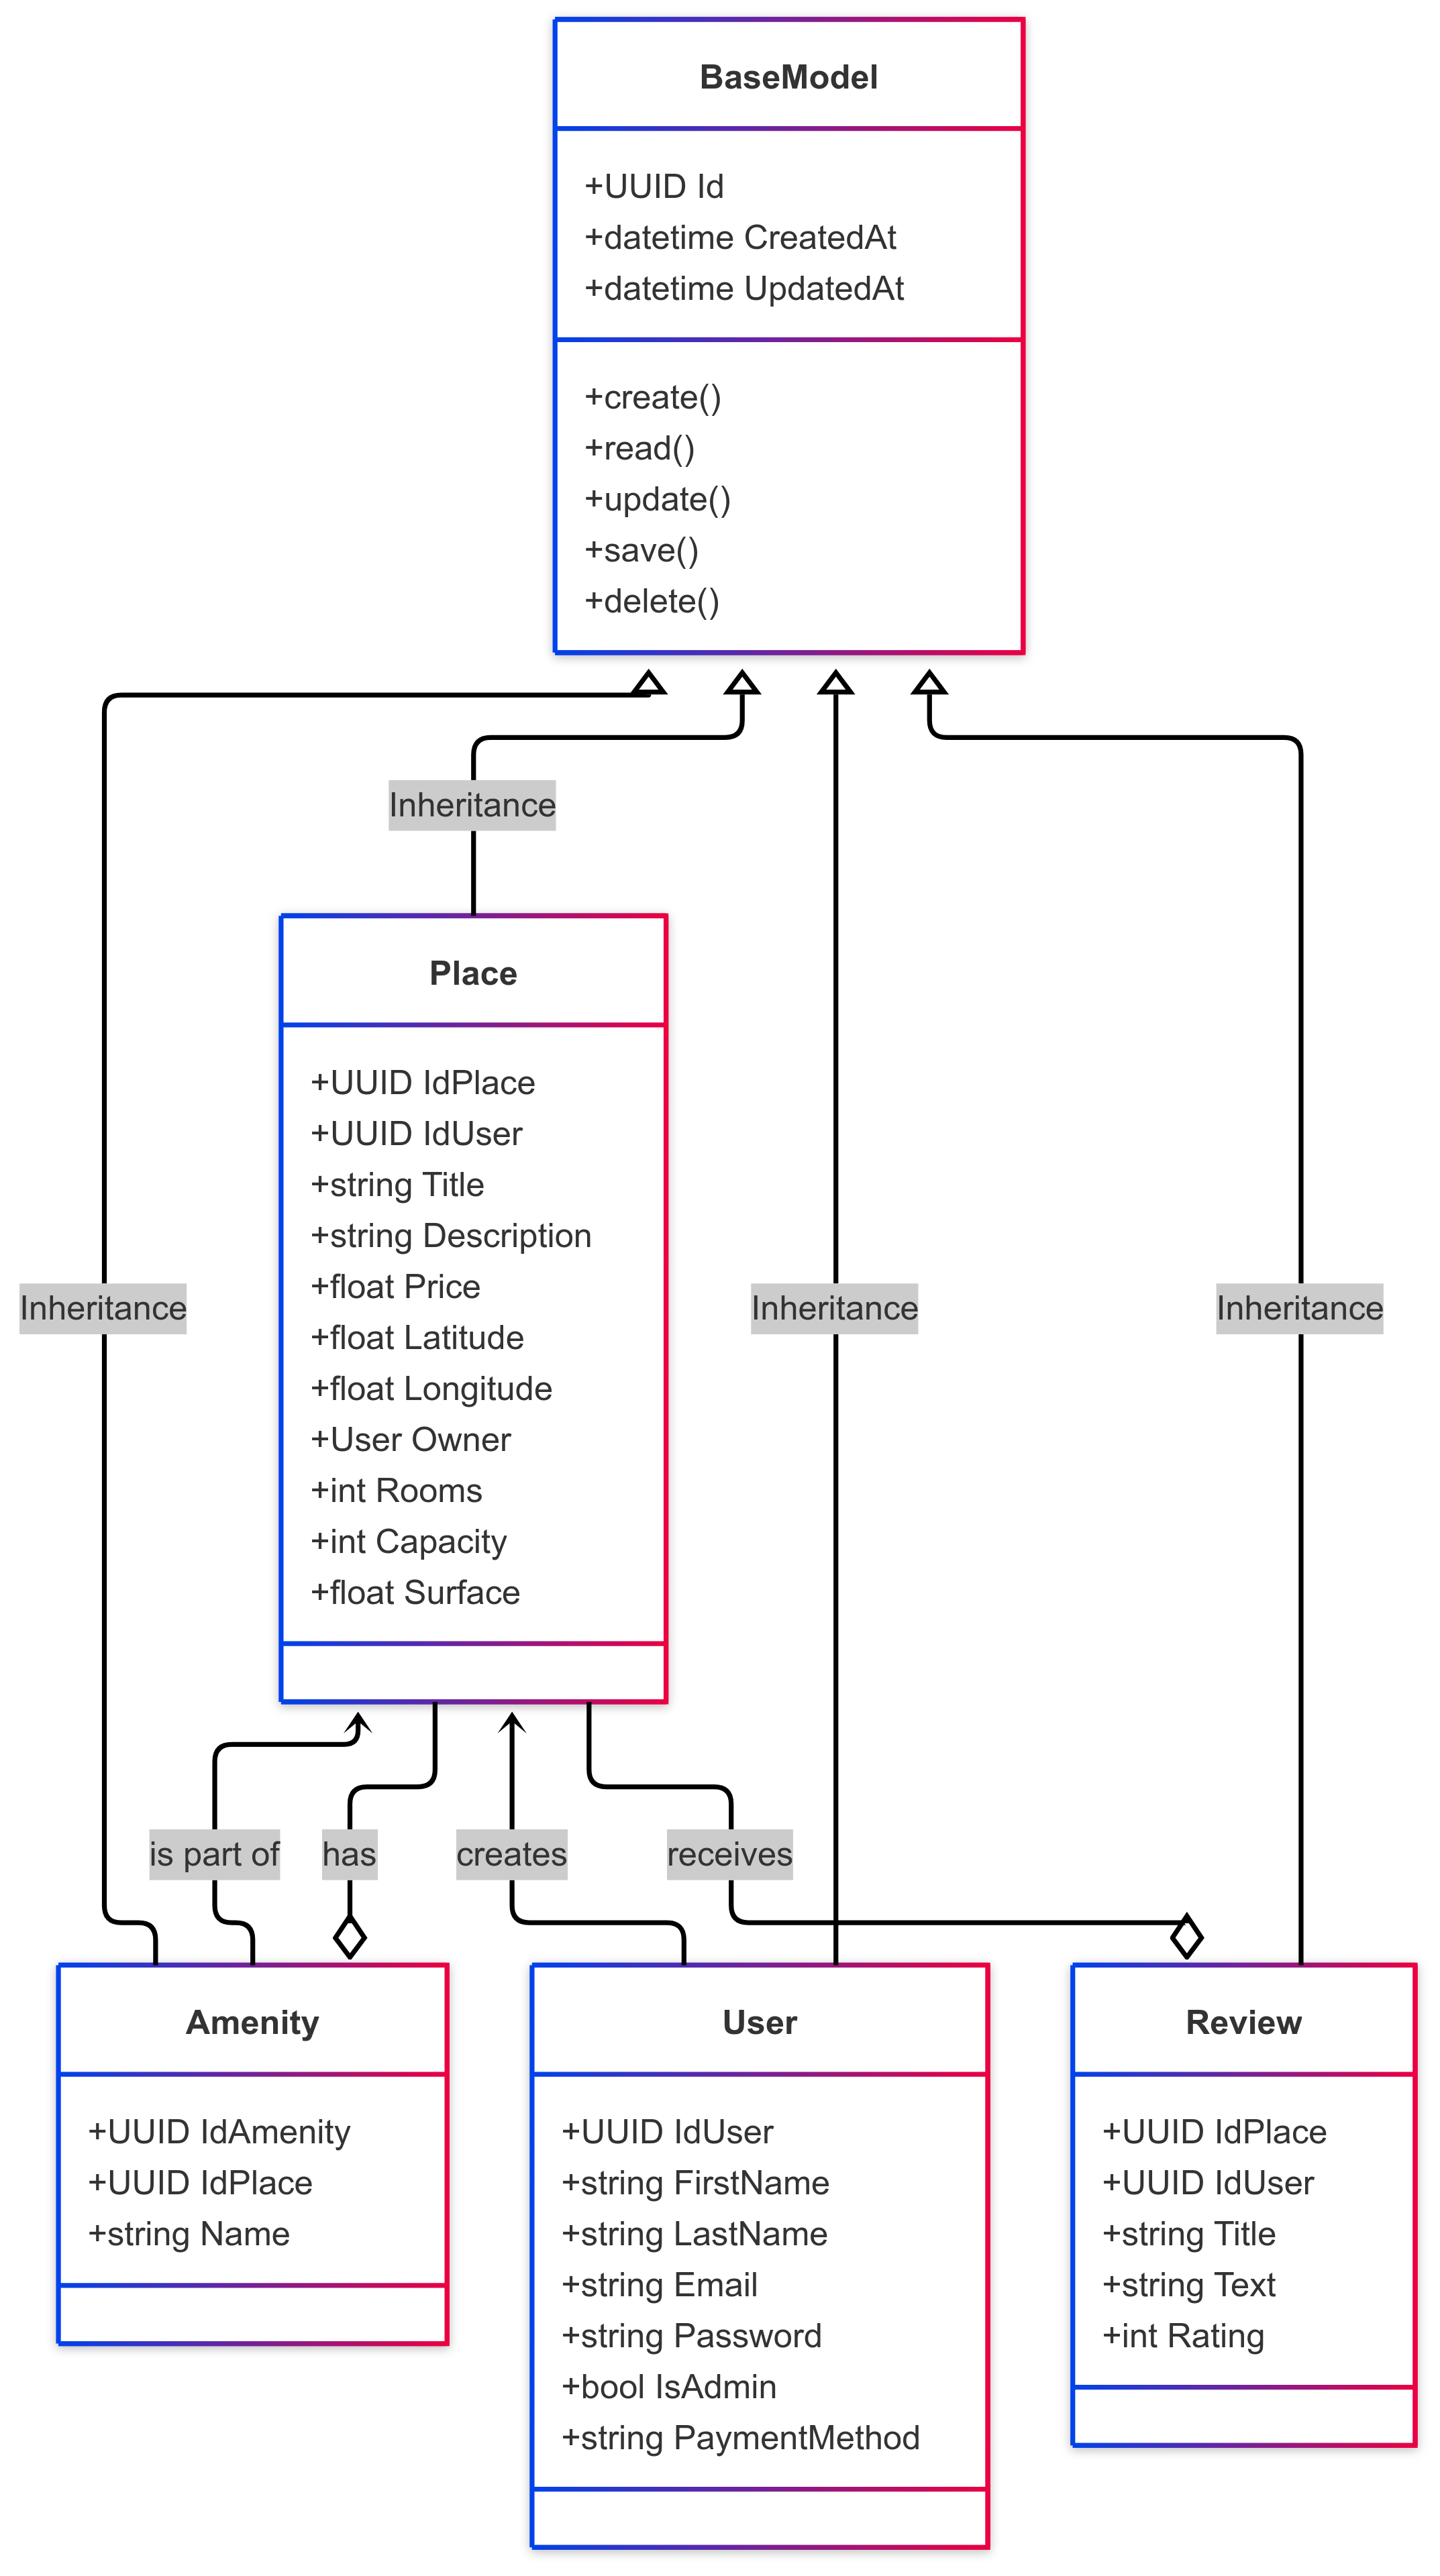 BaseModel
+UUID Id
+datetime CreatedAt
+datetime UpdatedAt
+create()
+read()
+update()
+save()
+delete()
Inheritance
Place
+UUID IdPlace
+UUID IdUser
+string Title
+string Description
+float Price
+float Latitude
+float Longitude
+User Owner
+int Rooms
+int Capacity
+float Surface
Inheritance
Inheritance
Inheritance
is part of
has
creates
receives
Amenity
+UUID IdAmenity
+UUID IdPlace
+string Name
User
+UUID IdUser
+string FirstName
+string LastName
+string Email
+string Password
+bool IsAdmin
+string PaymentMethod
Review
+UUID IdPlace
+UUID IdUser
+string Title
+string Text
+int Rating